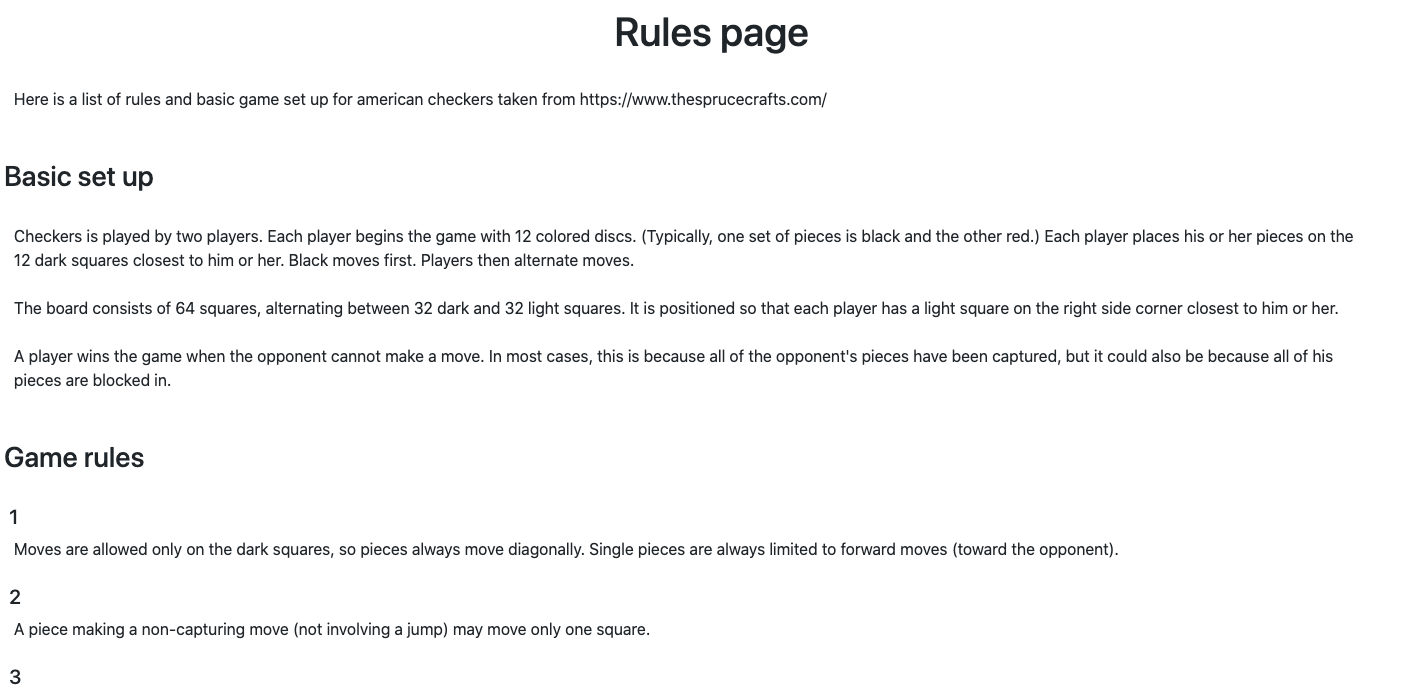 Rules page
Here is a list of rules and basic game set up for american checkers taken from https://www.thesprucecrafts.com/
Basic set up
Checkers is played by two players. Each player begins the game with 12 colored discs. (Typically, one set of pieces is black and the other red.) Each player places his or her pieces on the
12 dark squares closest to him or her. Black moves first. Players then alternate moves.
The board consists of 64 squares, alternating between 32 dark and 32 light squares. It is positioned so that each player has a light square on the right side corner closest to him or her.
A player wins the game when the opponent cannot make a move. In most cases, this is because all of the opponent's pieces have been captured, but it could also be because all of his
pieces are blocked in.
Game rules
1
Moves are allowed only on the dark squares, so pieces always move diagonally. Single pieces are always limited to forward moves (toward the opponent).
2
A piece making a non-capturing move (not involving a jump) may move only one square.
3